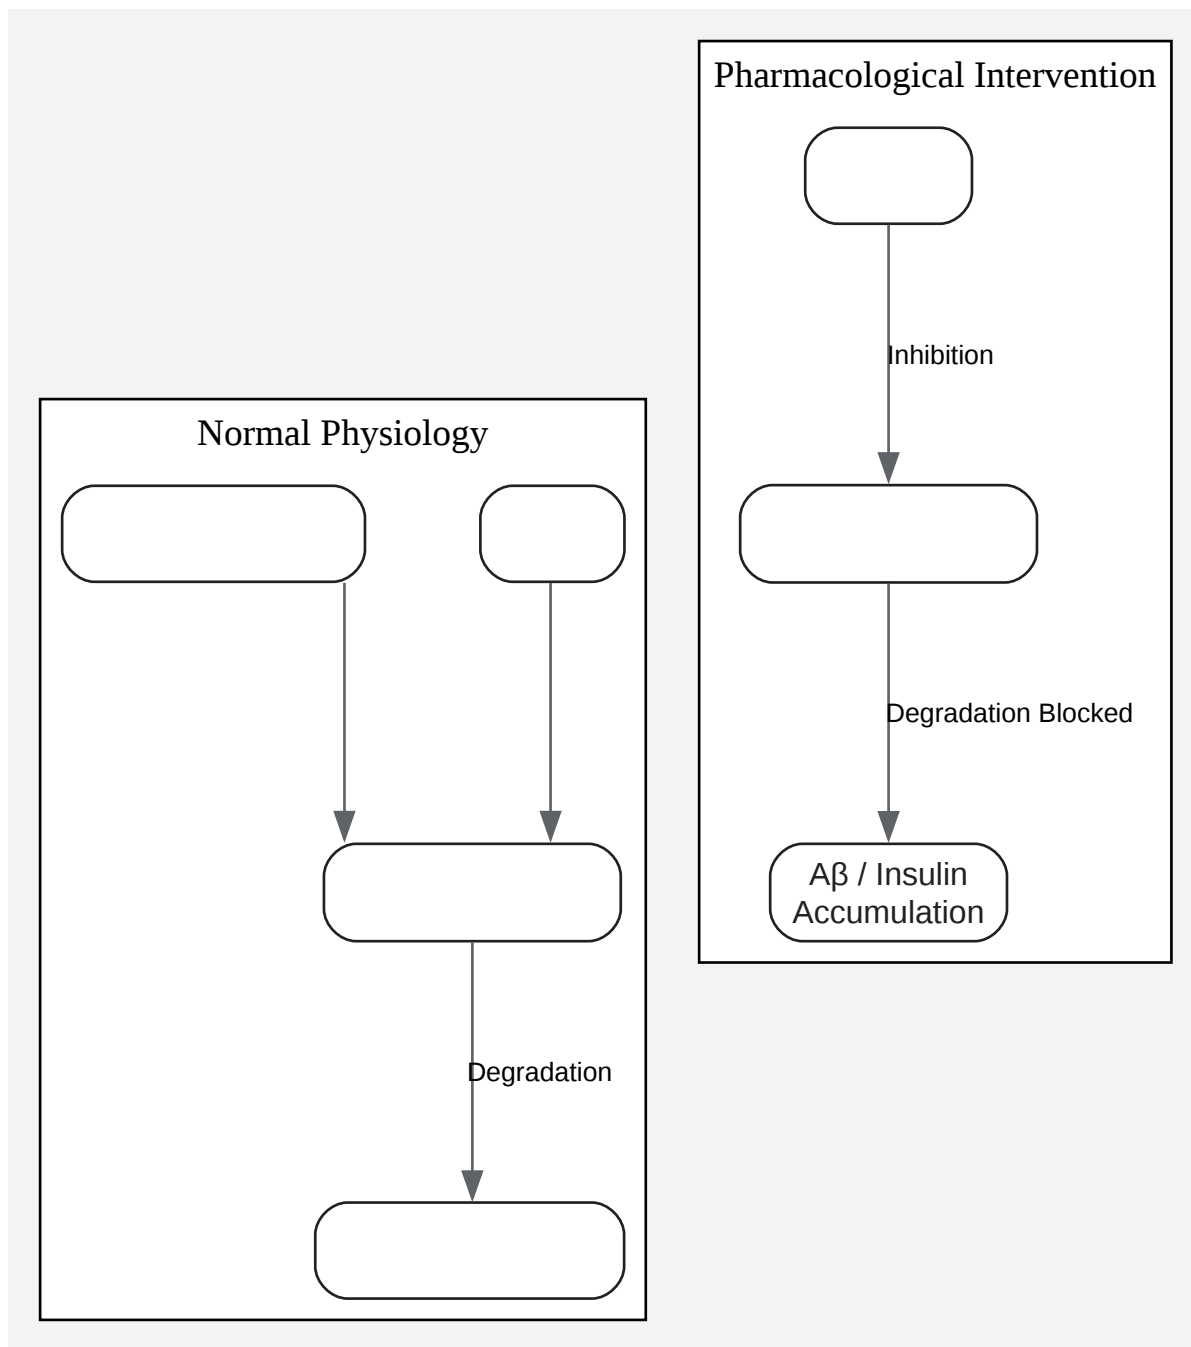 Pharmacological Intervention
Inhibition
Degradation Blocked
Aβ / Insulin
Accumulation
Normal Physiology
Degradation